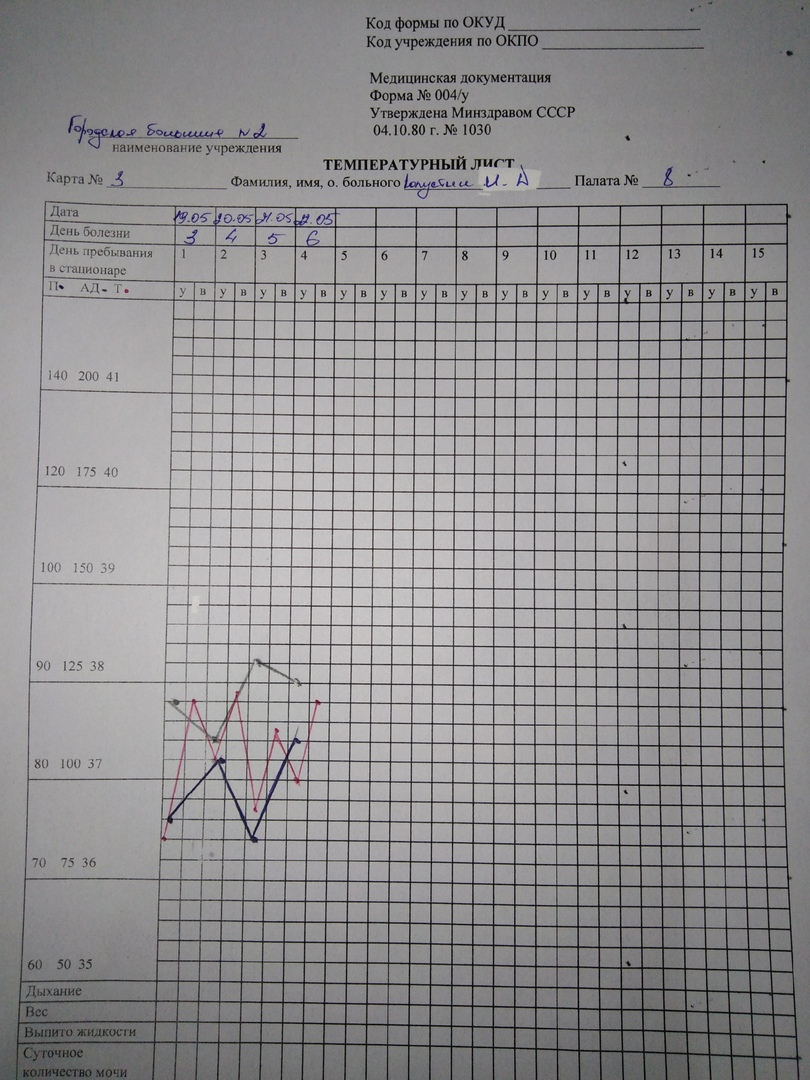 Код формы по ОКУД
Код учреждения по ОКПО
Медицинская документация
Форма № 004/у
Утверждена Минздравом СССР
04.10.80 г. № 1030
Городская больница №2
наименование учреждения
ТЕМПЕРАТУРНЫЙ ЛИСТ
Карта № 3 Фамилия, имя, о. больного И. А Палата № 8
Дата 19.05 20.05 21.05 22.05
День болезни 3 4 5 6
День пребывания в стационаре 1 2 3 4 5 6 7 8 9 10 11 12 13 14 15
П АД Т. у в у в у в у в у в у в у в у в у в у в у в у в у в у в у в
140 200 41
120 175 40
100 150 39
90 125 38
80 100 37
70 75 36
60 50 35
Дыхание
Вес
Выпито жидкости
Суточное
количество мочи